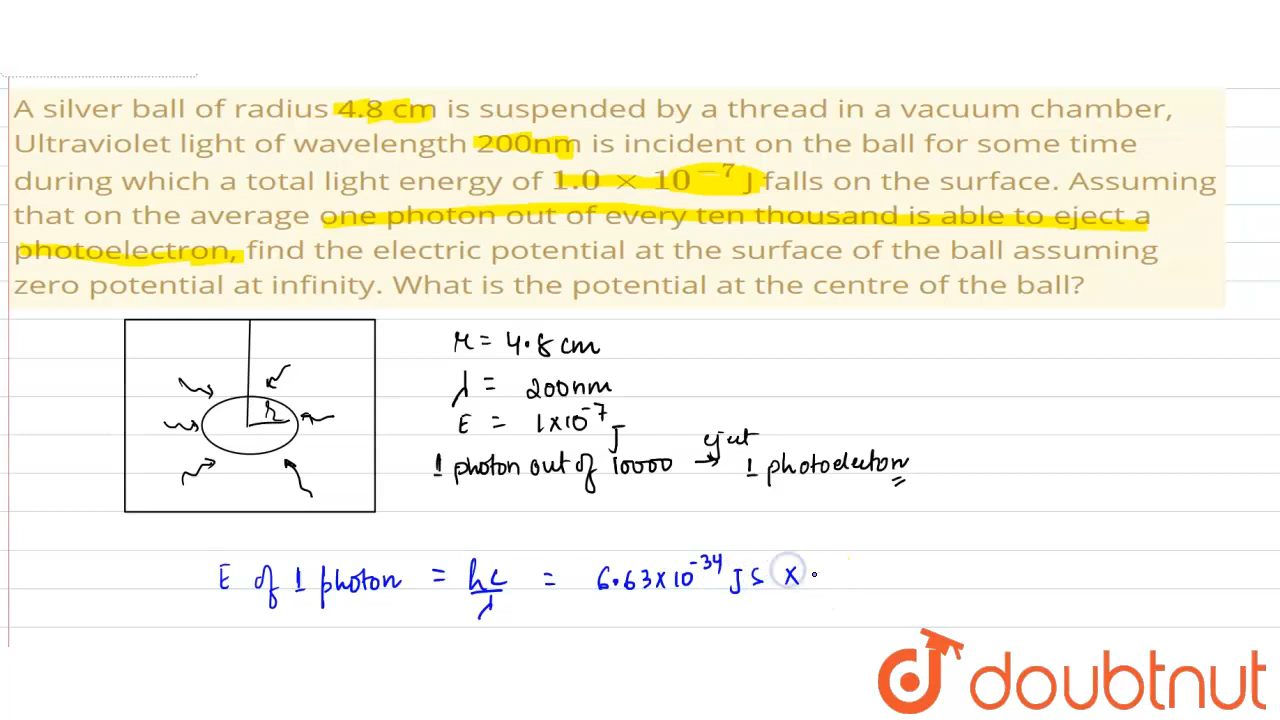 A silver ball of radius 4.8 cm is suspended by a thread in a vacuum chamber,
Ultraviolet light of wavelength 200nm is incident on the ball for some time
during which a total light energy of 1.0 × 10⁻⁷ J falls on the surface. Assuming
that on the average one photon out of every ten thousand is able to eject a
photoelectron, find the electric potential at the surface of the ball assuming
zero potential at infinity. What is the potential at the centre of the ball?
r = 4.8 cm
λ = 200nm
E = 1×10⁻⁷ J
1 photon out of 10000 → eject 1 photoelectron
r
E of 1 photon = hc/λ = 6.63×10⁻³⁴ Js × .
doubtnut